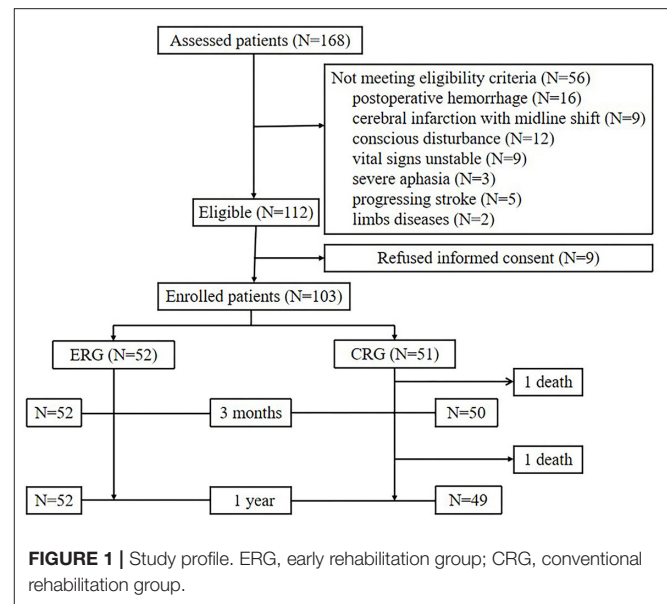 Assessed patients (N=168)
Not meeting eligibility criteria (N=56)
postoperative hemorrhage (N=16)
cerebral infarction with midline shift (N=9)
conscious disturbance (N=12)
vital signs unstable (N=9)
severe aphasia (N=3)
progressing stroke (N=5)
limbs diseases (N=2)
Eligible (N=112)
Refused informed consent (N=9)
Enrolled patients (N=103)
ERG (N=52)
CRG (N=51)
1 death
N=52
3 months
N=50
1 death
N=52
1 year
N=49
FIGURE 1 | Study profile. ERG, early rehabilitation group; CRG, conventional
rehabilitation group.